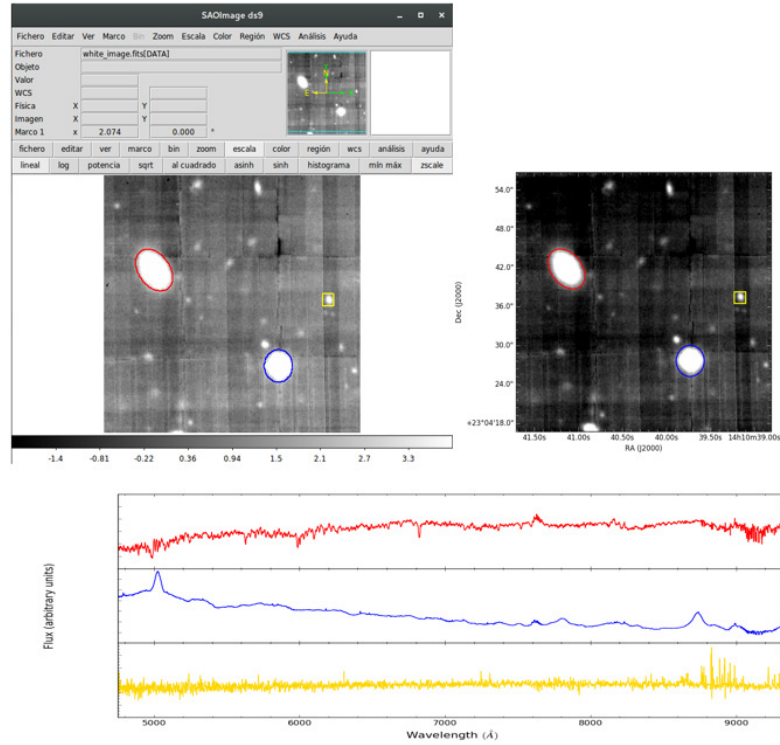 SAOImage ds9
Fichero Editar Ver Marco Bin Zoom Escala Color Región WCS Análisis Ayuda
Fichero white_image.fits[DATA]
Objeto
Valor
WCS
Física X Y
Imagen X Y
Marco 1 x 2.074 0.000 °
N
E
fichero editar ver marco bin zoom escala color región wcs análisis ayuda
lineal log potencia sqrt al cuadrado asinh sinh histograma mín máx zscale
-1.4 -0.81 -0.22 0.36 0.94 1.5 2.1 2.7 3.3
54.0"
48.0"
42.0"
36.0"
30.0"
24.0"
+23°04'18.0"
Dec (J2000)
41.50s 41.00s 40.50s 40.00s 39.50s 14h10m39.00s
RA (J2000)
Flux (arbitrary units)
5000 6000 7000 8000 9000
Wavelength (Å)